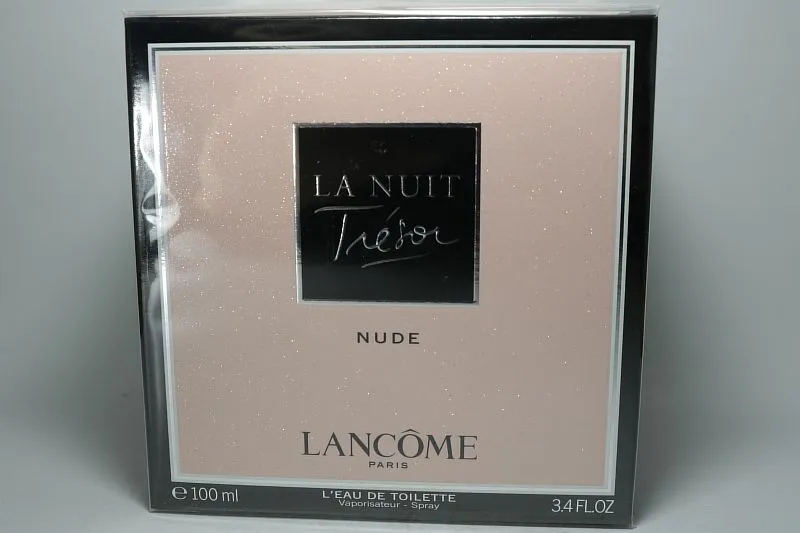 LA NUIT
Trésor
NUDE
LANCÔME
PARIS
℮ 100 ml
L'EAU DE TOILETTE
Vaporisateur - Spray
3.4 FL.OZ